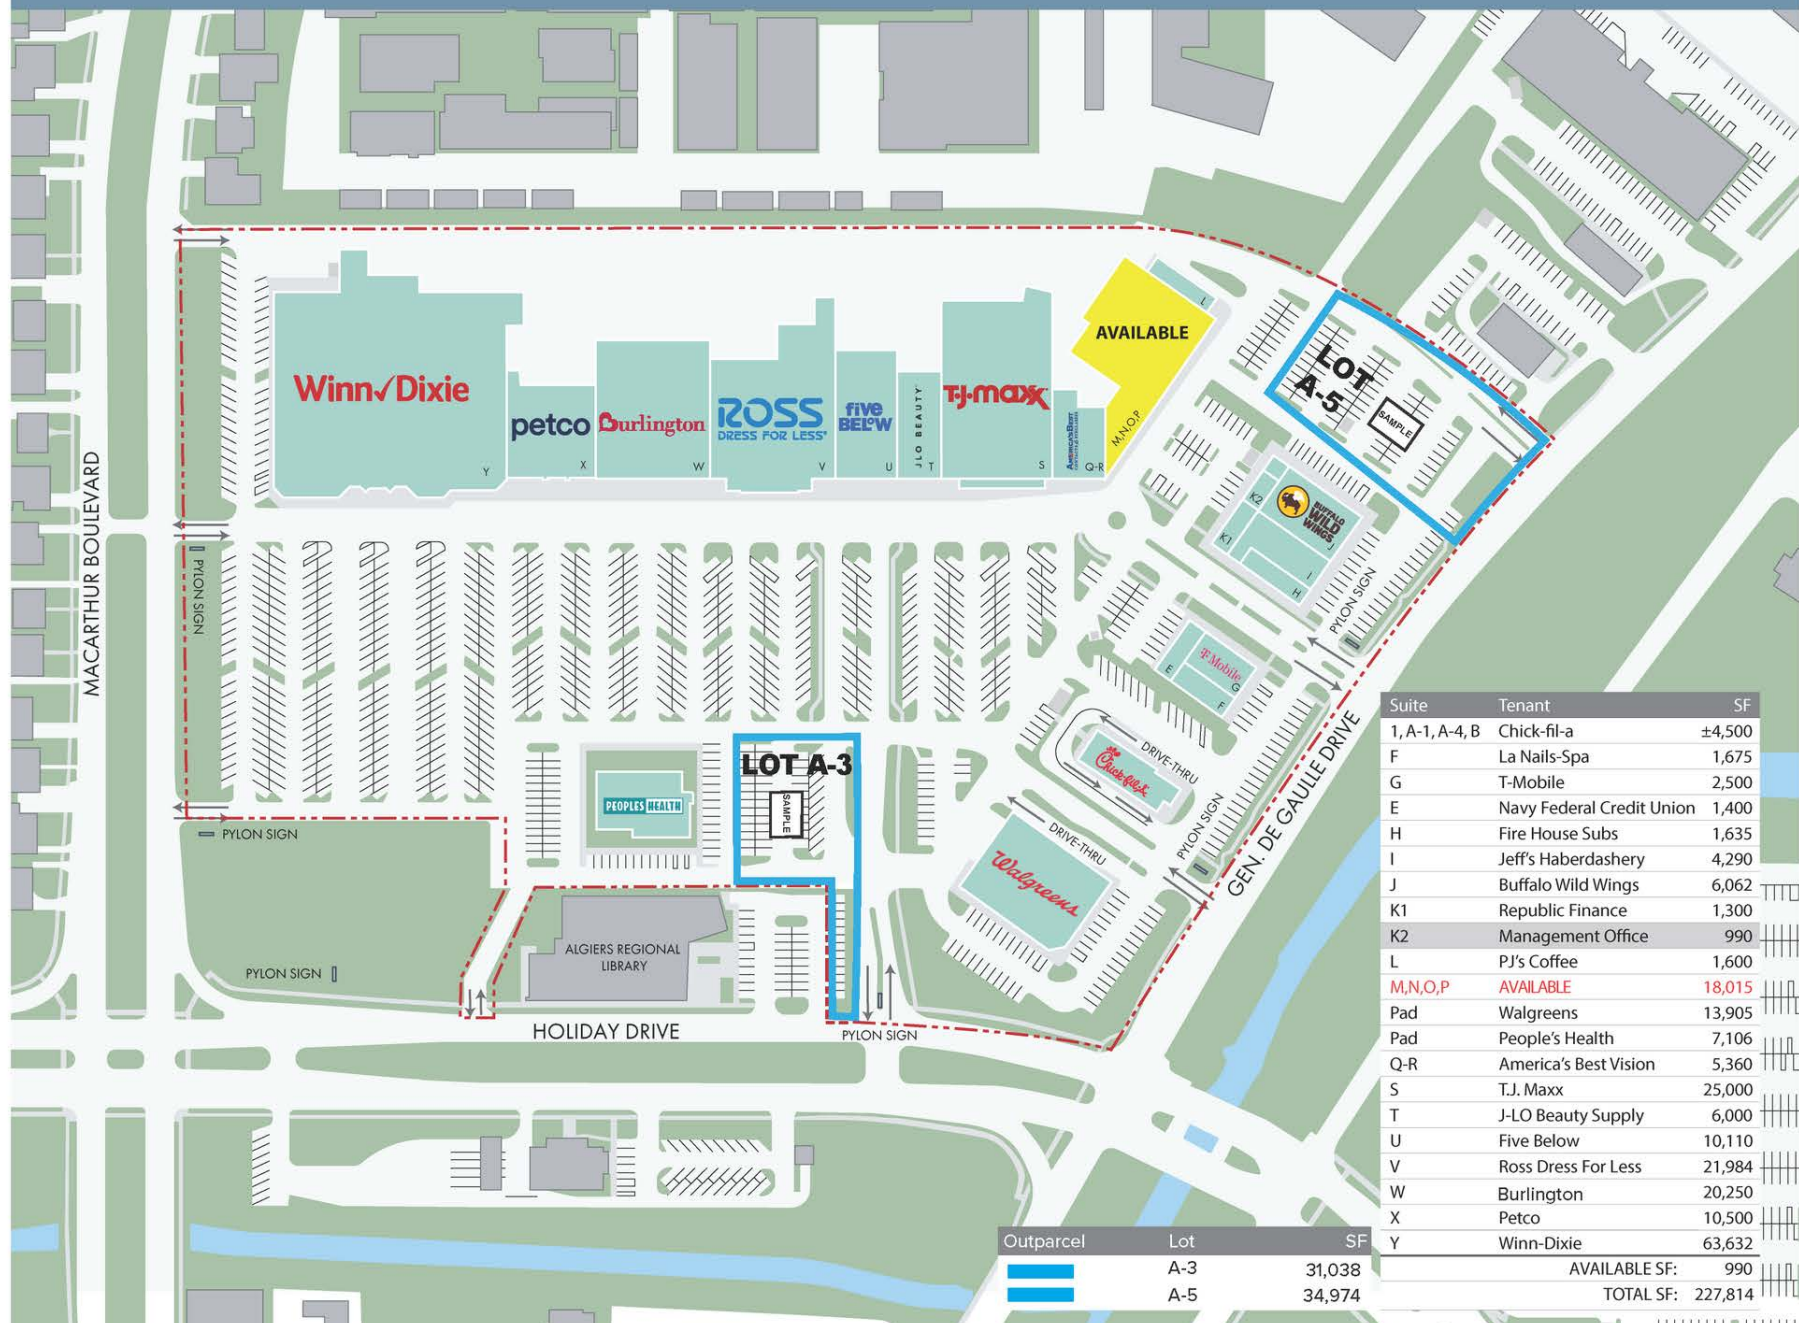 Winn Dixie
Y
petco
X
Burlington
W
ROSS
DRESS FOR LESS
V
five
BELOW
U
JLO BEAUTY
T
T.J.maxx
S
AMERICA'S BEST
Q-R
AVAILABLE
M,N,O,P
L
LOT
A-5
SAMPLE
K2
K1
BUFFALO
WILD
WINGS
J
I
H
PYLON SIGN
T-Mobile
E
G
F
DRIVE-THRU
Chick-fil-A
PYLON SIGN
DRIVE-THRU
Walgreens
GEN. DE GAULLE DRIVE
MACARTHUR BOULEVARD
PYLON SIGN
PYLON SIGN
PYLON SIGN
PEOPLES HEALTH
LOT A-3
SAMPLE
ALGIERS REGIONAL
LIBRARY
HOLIDAY DRIVE
PYLON SIGN
Suite Tenant SF
1, A-1, A-4, B Chick-fil-a ±4,500
F La Nails-Spa 1,675
G T-Mobile 2,500
E Navy Federal Credit Union 1,400
H Fire House Subs 1,635
I Jeff's Haberdashery 4,290
J Buffalo Wild Wings 6,062
K1 Republic Finance 1,300
K2 Management Office 990
L PJ's Coffee 1,600
M,N,O,P AVAILABLE 18,015
Pad Walgreens 13,905
Pad People's Health 7,106
Q-R America's Best Vision 5,360
S T.J. Maxx 25,000
T J-LO Beauty Supply 6,000
U Five Below 10,110
V Ross Dress For Less 21,984
W Burlington 20,250
X Petco 10,500
Y Winn-Dixie 63,632
AVAILABLE SF: 990
TOTAL SF: 227,814
Outparcel Lot SF
A-3 31,038
A-5 34,974